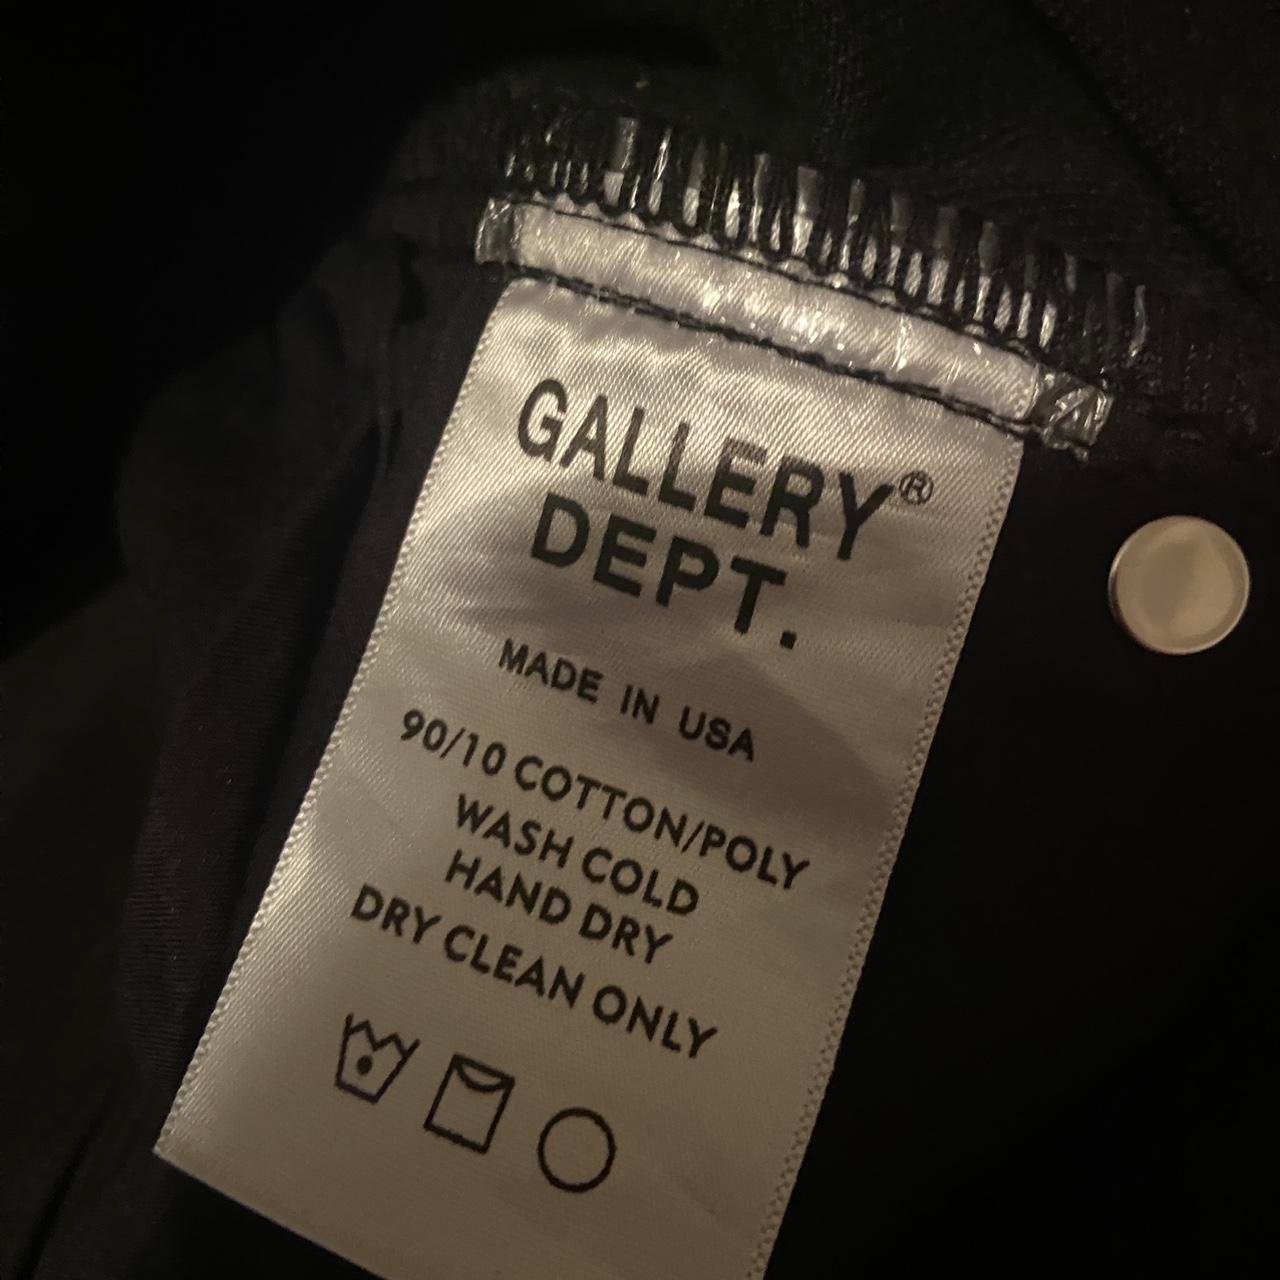 GALLERY®
DEPT.
MADE IN USA
90/10 COTTON/POLY
WASH COLD
HAND DRY
DRY CLEAN ONLY